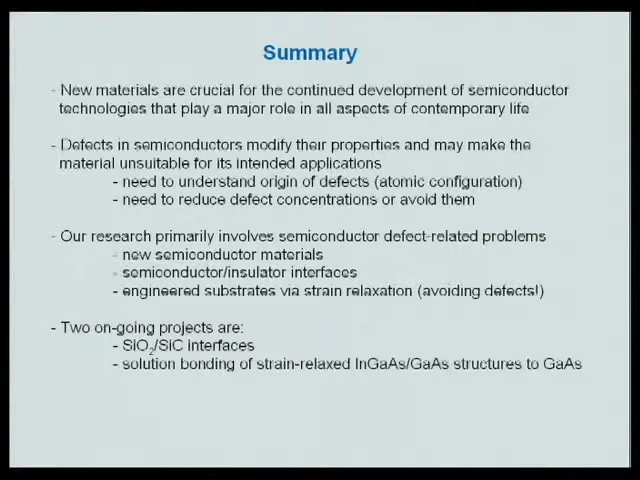 Summary
- New materials are crucial for the continued development of semiconductor
technologies that play a major role in all aspects of contemporary life
- Defects in semiconductors modify their properties and may make the
material unsuitable for its intended applications
- need to understand origin of defects (atomic configuration)
- need to reduce defect concentrations or avoid them
- Our research primarily involves semiconductor defect-related problems
- new semiconductor materials
- semiconductor/insulator interfaces
- engineered substrates via strain relaxation (avoiding defects!)
- Two on-going projects are:
- SiO₂/SiC interfaces
- solution bonding of strain-relaxed InGaAs/GaAs structures to GaAs